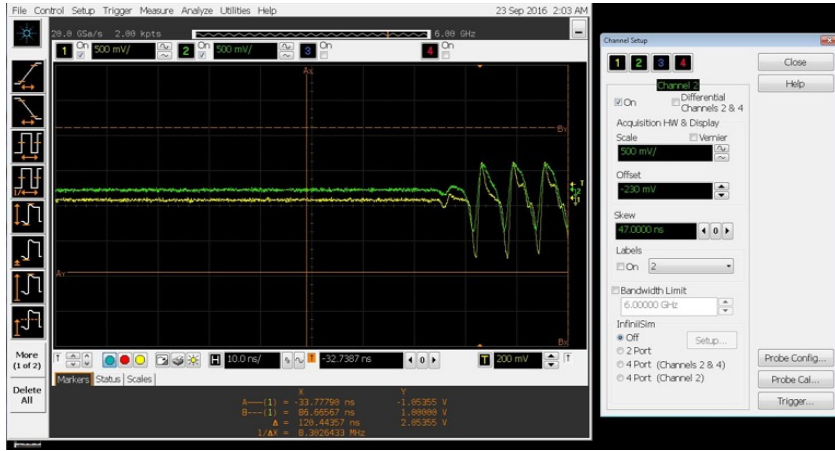 File Control Setup Trigger Measure Analyze Utilities Help 23 Sep 2016 2:03 AM
20.0 GSa/s 2.00 kpts 6.00 GHz
1 On 500 mV/ 2 On 500 mV/ 3 On 4 On
Ax
By
T
2
Ay
Bx
More
(1 of 2)
Delete
All
H 10.0 ns/ -32.7387 ns 0 T 200 mV
Markers Status Scales
X Y
A---(1) = -33.77790 ns -1.05355 V
B---(1) = 86.66567 ns 1.00000 V
Δ = 120.44357 ns 2.05355 V
1/ΔX = 8.3026433 MHz
Channel Setup
1 2 3 4
Close
Help
Channel 2
On
Differential
Channels 2 & 4
Acquisition HW & Display
Scale Vernier
500 mV/
Offset
-230 mV
Skew
47.0000 ns 0
Labels
On 2
Bandwidth Limit
6.00000 GHz
InfiniiSim
Off
Setup...
2 Port
4 Port (Channels 2 & 4)
4 Port (Channel 2)
Probe Config...
Probe Cal...
Trigger...